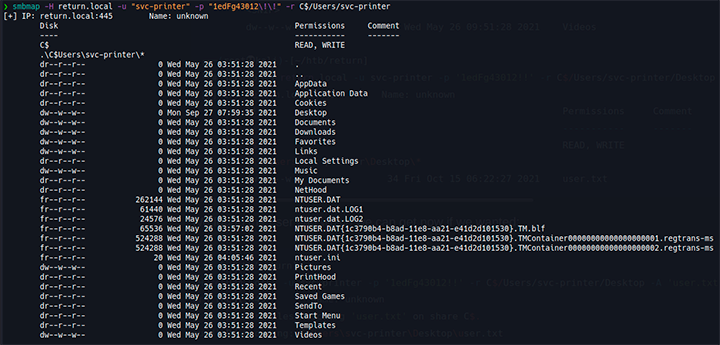 ❯ smbmap -H return.local -u "svc-printer" -p "1edFg43012\!\!" -r C$/Users/svc-printer
[+] IP: return.local:445 Name: unknown
Disk Permissions Comment
---- ----------- -------
C$ READ, WRITE
.\C$Users\svc-printer\*
dr--r--r-- 0 Wed May 26 03:51:28 2021 .
dr--r--r-- 0 Wed May 26 03:51:28 2021 ..
dr--r--r-- 0 Wed May 26 03:51:28 2021 AppData
dr--r--r-- 0 Wed May 26 03:51:28 2021 Application Data
dr--r--r-- 0 Wed May 26 03:51:28 2021 Cookies
dw--w--w-- 0 Mon Sep 27 07:59:35 2021 Desktop
dw--w--w-- 0 Wed May 26 03:51:28 2021 Documents
dw--w--w-- 0 Wed May 26 03:51:28 2021 Downloads
dw--w--w-- 0 Wed May 26 03:51:28 2021 Favorites
dw--w--w-- 0 Wed May 26 03:51:28 2021 Links
dr--r--r-- 0 Wed May 26 03:51:28 2021 Local Settings
dw--w--w-- 0 Wed May 26 03:51:28 2021 Music
dr--r--r-- 0 Wed May 26 03:51:28 2021 My Documents
dr--r--r-- 0 Wed May 26 03:51:28 2021 NetHood
fr--r--r-- 262144 Wed May 26 03:51:28 2021 NTUSER.DAT
fr--r--r-- 61440 Wed May 26 03:51:28 2021 ntuser.dat.LOG1
fr--r--r-- 24576 Wed May 26 03:51:28 2021 ntuser.dat.LOG2
fr--r--r-- 65536 Wed May 26 03:57:02 2021 NTUSER.DAT{1c3790b4-b8ad-11e8-aa21-e41d2d101530}.TM.blf
fr--r--r-- 524288 Wed May 26 03:51:28 2021 NTUSER.DAT{1c3790b4-b8ad-11e8-aa21-e41d2d101530}.TMContainer00000000000000000001.regtrans-ms
fr--r--r-- 524288 Wed May 26 03:51:28 2021 NTUSER.DAT{1c3790b4-b8ad-11e8-aa21-e41d2d101530}.TMContainer00000000000000000002.regtrans-ms
fr--r--r-- 20 Wed May 26 04:05:46 2021 ntuser.ini
dw--w--w-- 0 Wed May 26 03:51:28 2021 Pictures
dr--r--r-- 0 Wed May 26 03:51:28 2021 PrintHood
dr--r--r-- 0 Wed May 26 03:51:28 2021 Recent
dw--w--w-- 0 Wed May 26 03:51:28 2021 Saved Games
dr--r--r-- 0 Wed May 26 03:51:28 2021 SendTo
dr--r--r-- 0 Wed May 26 03:51:28 2021 Start Menu
dr--r--r-- 0 Wed May 26 03:51:28 2021 Templates
dw--w--w-- 0 Wed May 26 03:51:28 2021 Videos